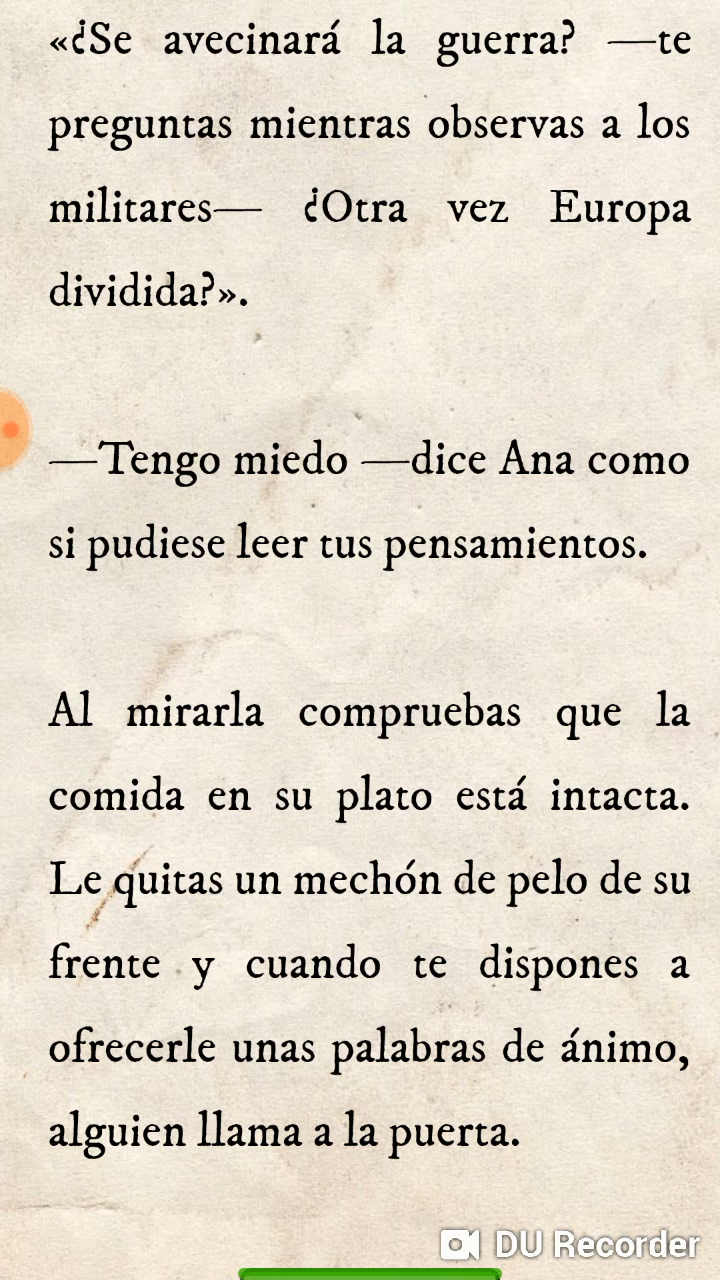 «¿Se avecinará la guerra? —te
preguntas mientras observas a los
militares— ¿Otra vez Europa
dividida?».
—Tengo miedo —dice Ana como
si pudiese leer tus pensamientos.
Al mirarla compruebas que la
comida en su plato está intacta.
Le quitas un mechón de pelo de su
frente y cuando te dispones a
ofrecerle unas palabras de ánimo,
alguien llama a la puerta.
DU Recorder